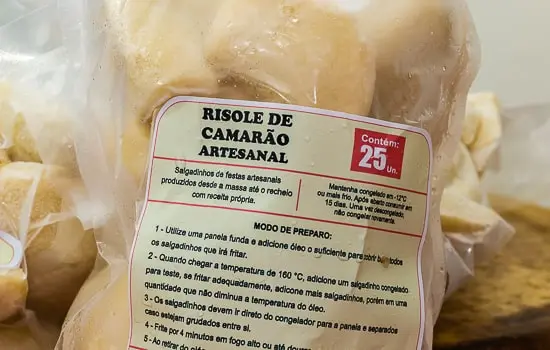 RISOLE DE
CAMARÃO
ARTESANAL
Contém:
25 Un.
Salgadinhos de festas artesanais
produzidos desde a massa até o recheio
com receita própria.
Mantenha congelado em -12°C
ou mais frio. Após aberto consumir em
15 dias. Uma vez descongelado,
não congelar novamente.
MODO DE PREPARO:
1 - Utilize uma panela funda e adicione óleo o suficiente para cobrir todos
os salgadinhos que irá fritar.
2 - Quando chegar a temperatura de 160 °C, adicione um salgadinho congelado
para teste, se fritar adequadamente, adicone mais salgadinhos, porém em uma
quantidade que não diminua a temperatura do óleo.
3 - Os salgadinhos devem ir direto do congelador para a panela e separados
caso estejam grudados entre si.
4 - Frite por 4 minutos em fogo alto ou até
5 - Ao retirar do